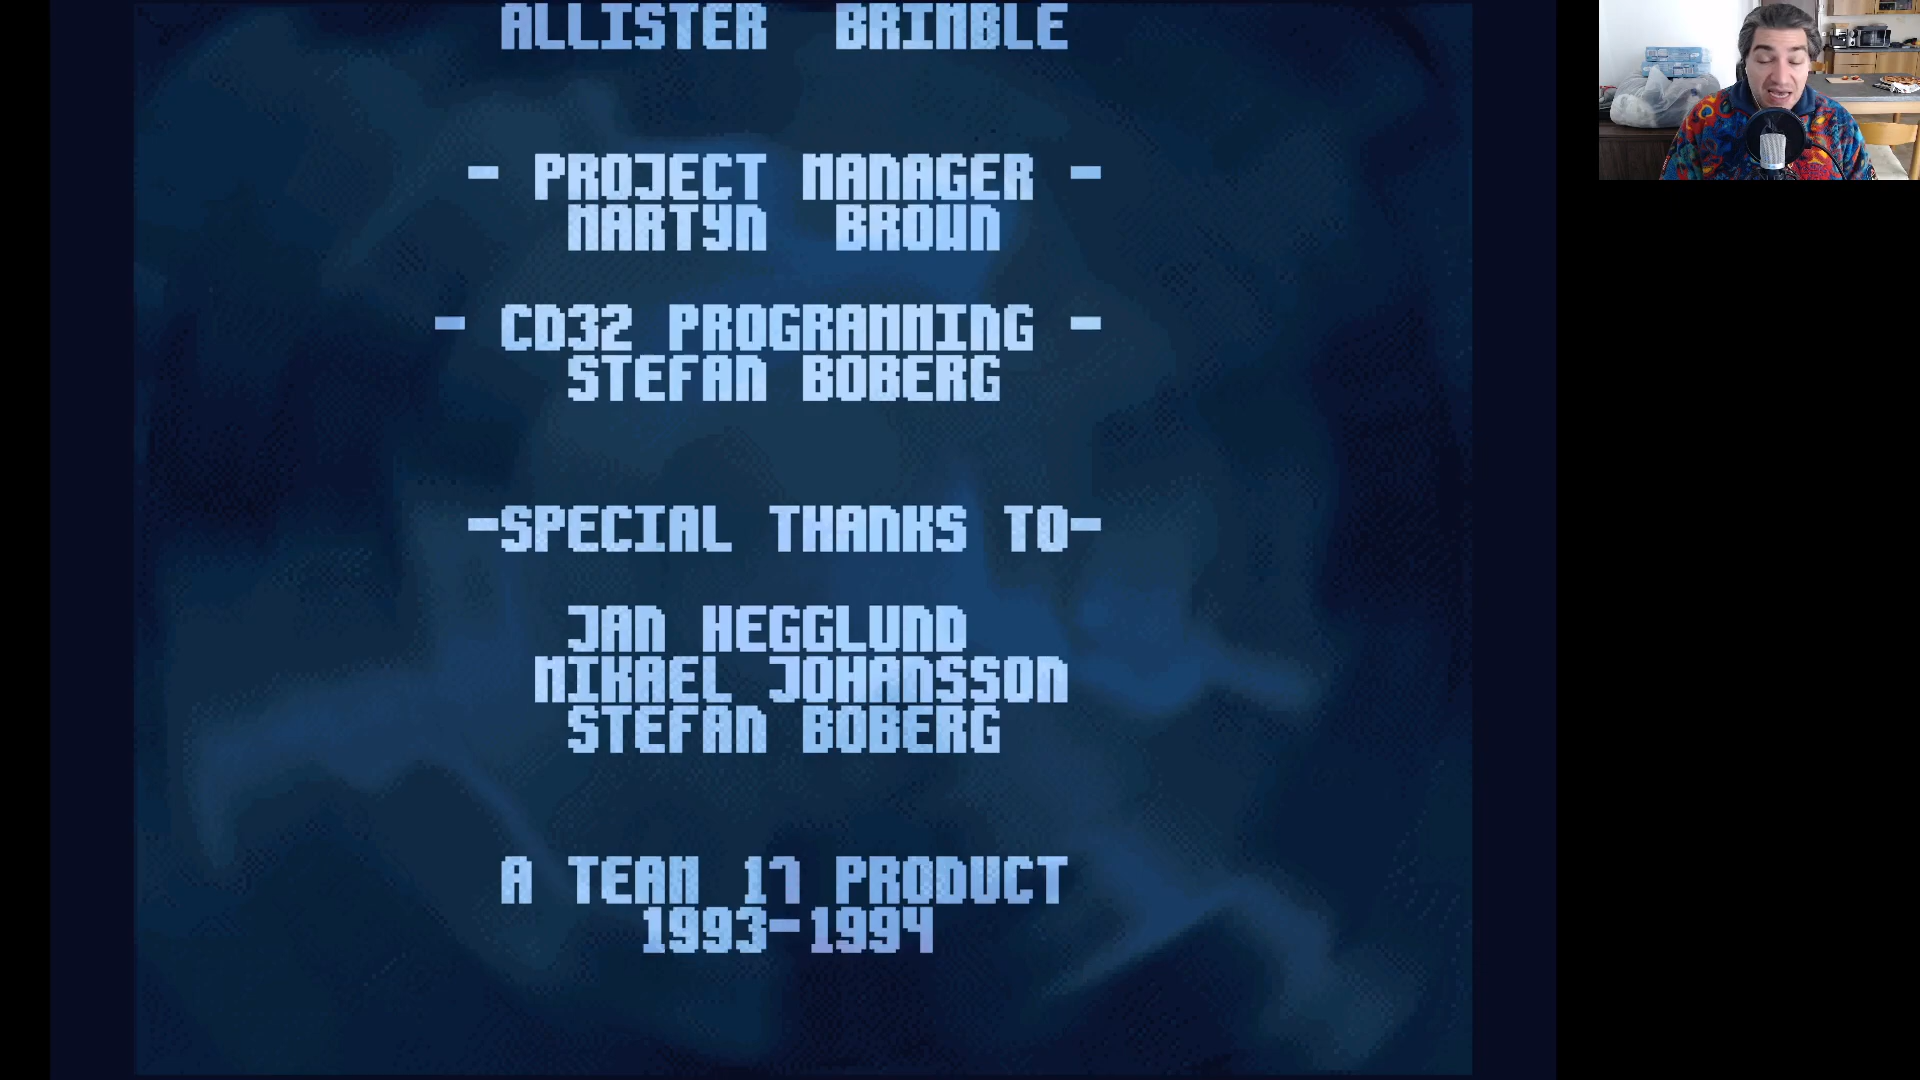 ALLISTER BRIMBLE
- PROJECT MANAGER -
MARTYN BROWN
- CD32 PROGRAMMING -
STEFAN BOBERG
-SPECIAL THANKS TO-
JAN HEGGLUND
MIKAEL JOHANSSON
STEFAN BOBERG
A TEAM 17 PRODUCT
1993-1994